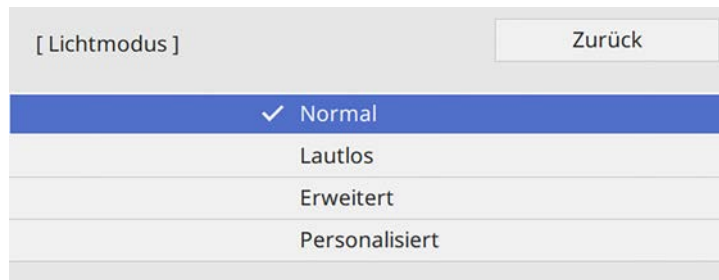 [ Lichtmodus ]
Zurück
Normal
Lautlos
Erweitert
Personalisiert